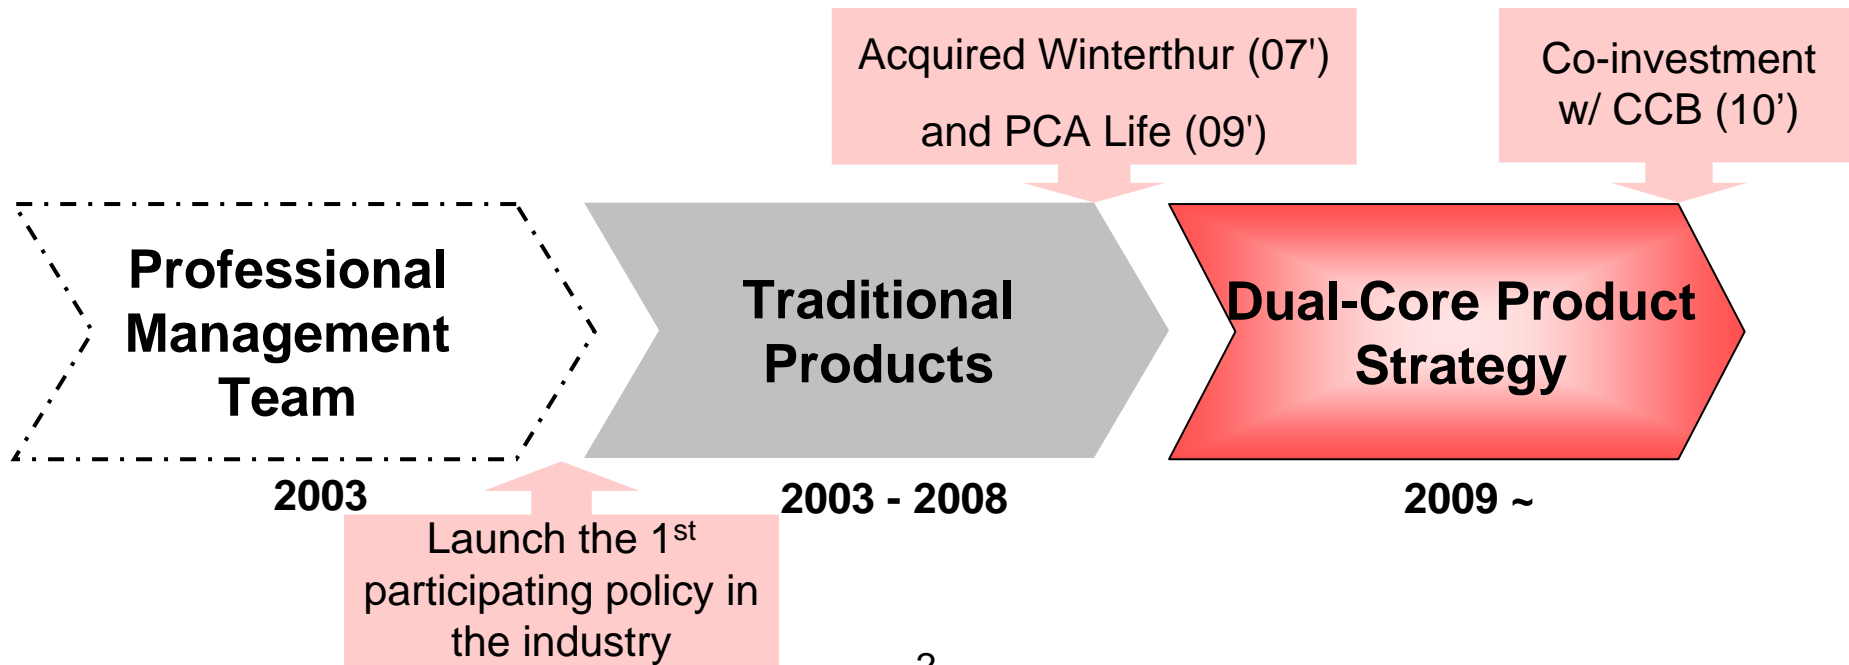 Acquired Winterthur (07')
and PCA Life (09')
Co-investment
w/ CCB (10’)
Professional
Management
Team
Traditional
Products
Dual-Core Product
Strategy
2003
2003 - 2008
2009 ~
Launch the 1st
participating policy in
the industry